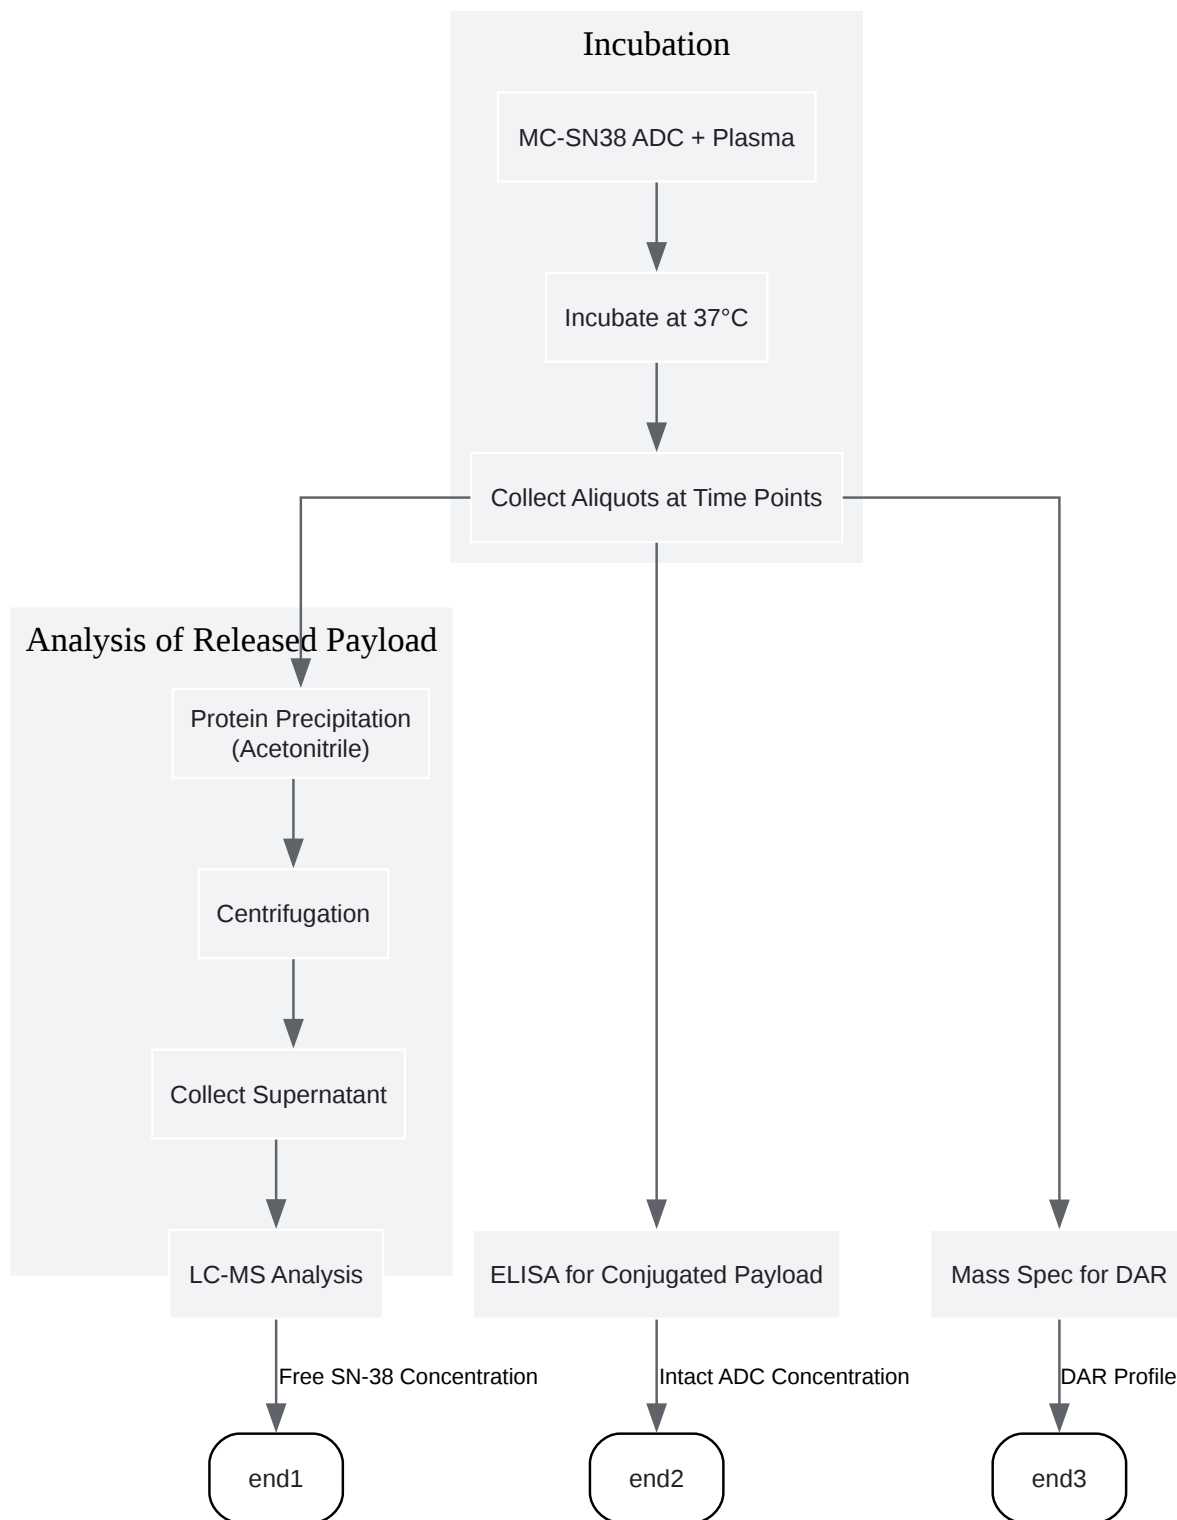 Incubation
MC-SN38 ADC + Plasma
Incubate at 37°C
Collect Aliquots at Time Points
Analysis of Released Payload
Protein Precipitation
(Acetonitrile)
Centrifugation
Collect Supernatant
LC-MS Analysis
ELISA for Conjugated Payload
Mass Spec for DAR
Free SN-38 Concentration
Intact ADC Concentration
DAR Profile
end1
end2
end3